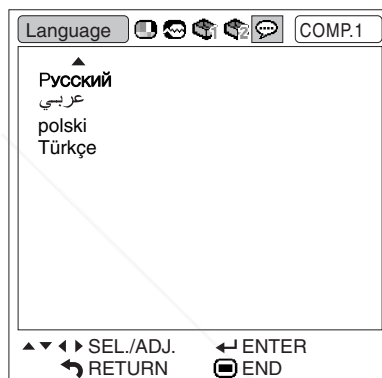 Language COMP.1
Русский
عربي
polski
Türkçe
SEL./ADJ. ENTER
RETURN END